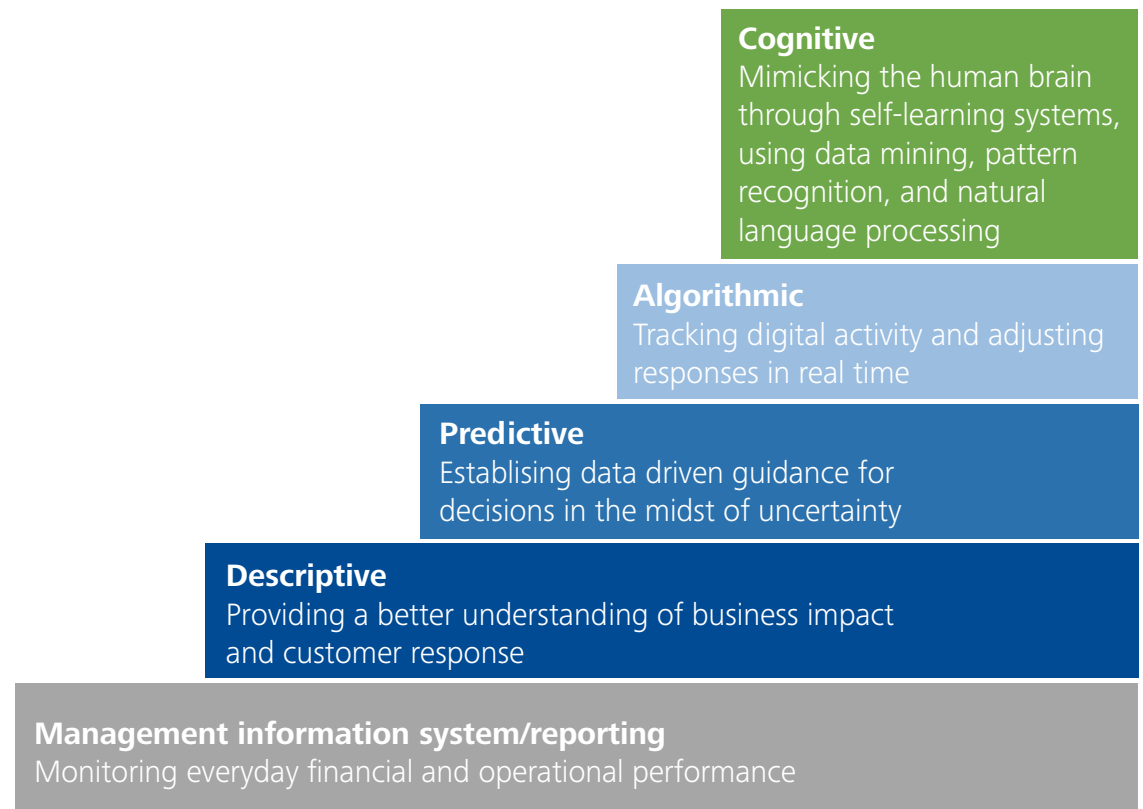 Cognitive
Mimicking the human brain
through self-learning systems,
using data mining, pattern
recognition, and natural
language processing
Algorithmic
Tracking digital activity and adjusting
responses in real time
Predictive
Establising data driven guidance for
decisions in the midst of uncertainty
Descriptive
Providing a better understanding of business impact
and customer response
Management information system/reporting
Monitoring everyday financial and operational performance